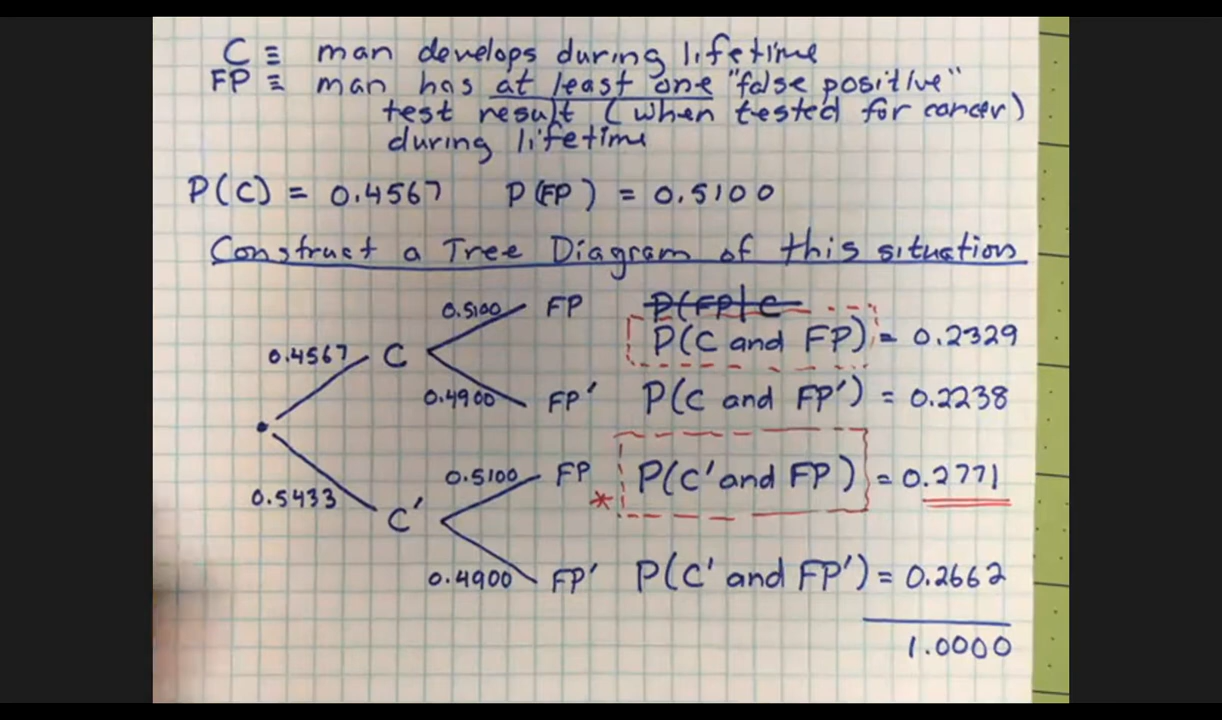 C ≡ man develops during lifetime
FP ≡ man has at least one "false positive"
test result (when tested for cancer)
during lifetime
P(C) = 0.4567 P(FP) = 0.5100
Construct a Tree Diagram of this situation
0.5100 FP P(FP|C
0.4567 C P(C and FP) = 0.2329
0.4900 FP' P(C and FP') = 0.2238
0.5100 FP * P(C' and FP) = 0.2771
0.5433 C'
0.4900 FP' P(C' and FP') = 0.2662
1.0000